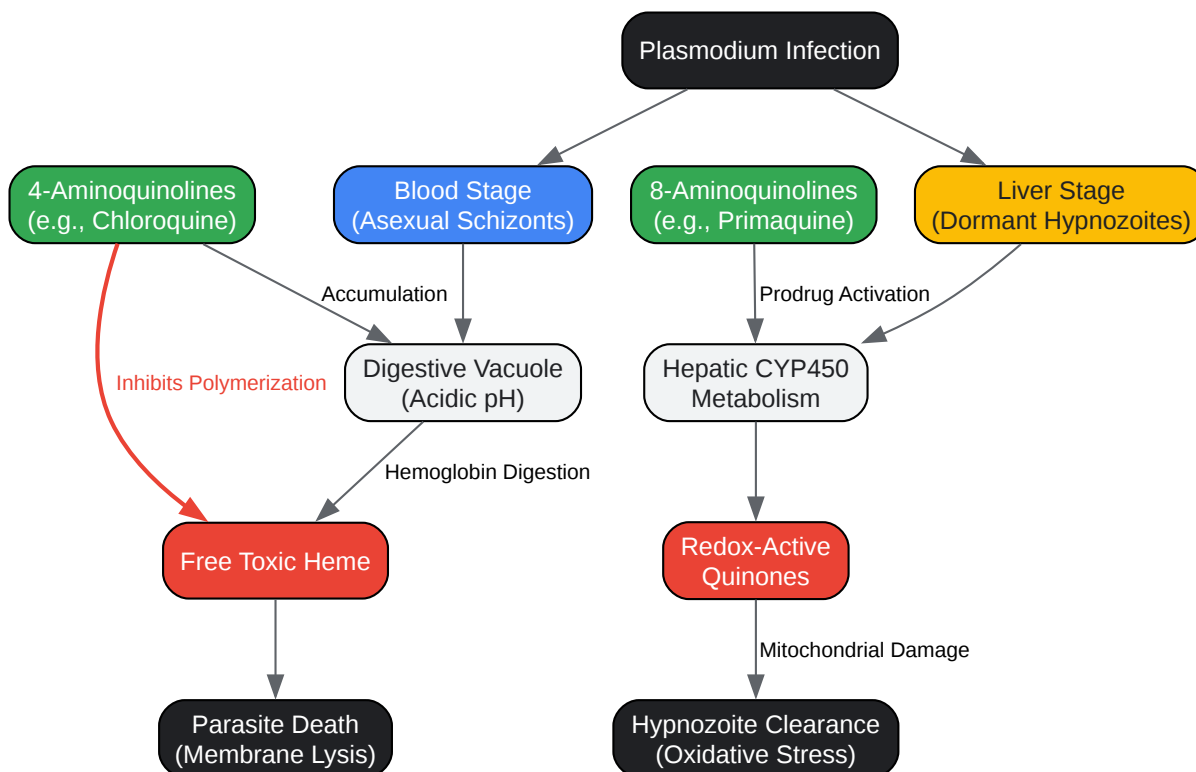 Plasmodium Infection
4-Aminoquinolines
(e.g., Chloroquine)
Blood Stage
(Asexual Schizonts)
8-Aminoquinolines
(e.g., Primaquine)
Liver Stage
(Dormant Hypnozoites)
Accumulation
Prodrug Activation
Inhibits Polymerization
Digestive Vacuole
(Acidic pH)
Hepatic CYP450
Metabolism
Hemoglobin Digestion
Free Toxic Heme
Redox-Active
Quinones
Mitochondrial Damage
Parasite Death
(Membrane Lysis)
Hypnozoite Clearance
(Oxidative Stress)